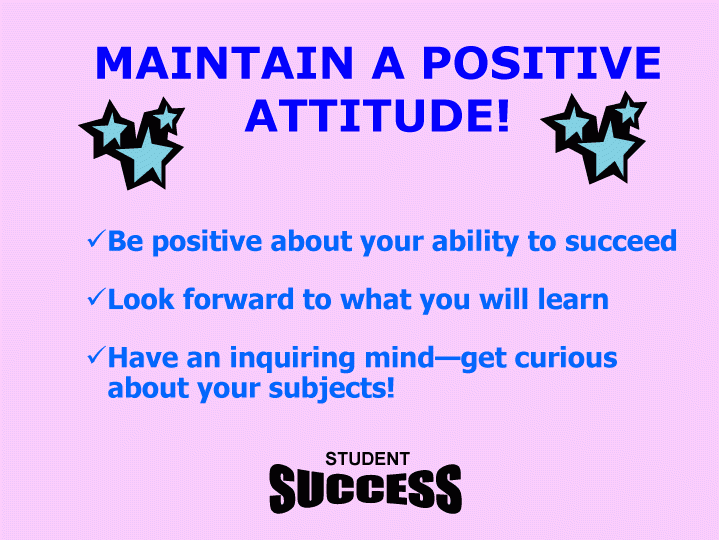 MAINTAIN A POSITIVE
ATTITUDE!
✓Be positive about your ability to succeed
✓Look forward to what you will learn
✓Have an inquiring mind—get curious
about your subjects!
STUDENT
SUCCESS